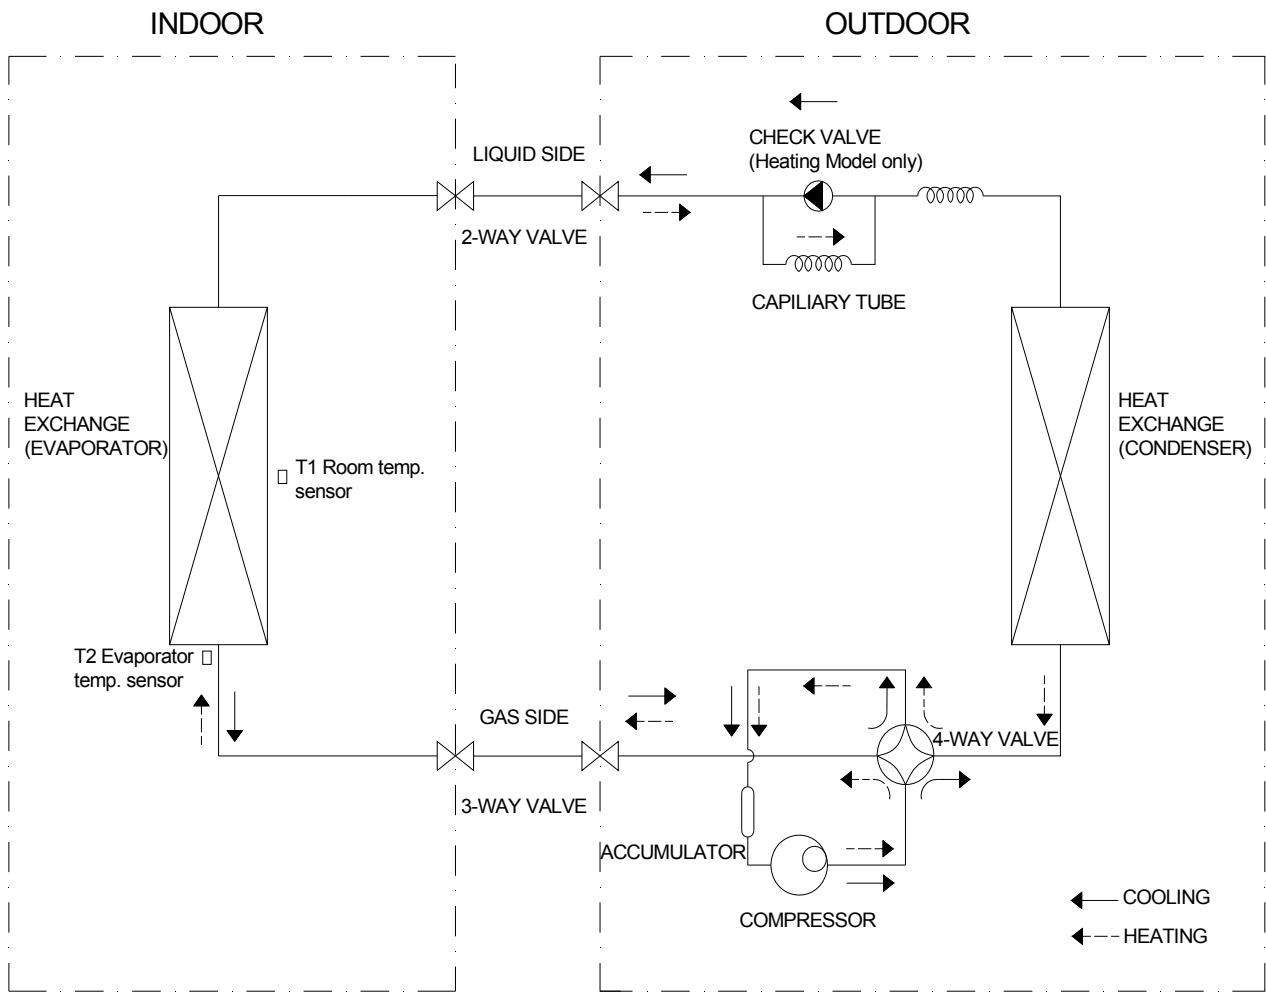 INDOOR
OUTDOOR
CHECK VALVE
(Heating Model only)
LIQUID SIDE
2-WAY VALVE
CAPILIARY TUBE
HEAT
EXCHANGE
(EVAPORATOR)
T1 Room temp.
sensor
HEAT
EXCHANGE
(CONDENSER)
T2 Evaporator
temp. sensor
GAS SIDE
4-WAY VALVE
3-WAY VALVE
ACCUMULATOR
COMPRESSOR
COOLING
HEATING